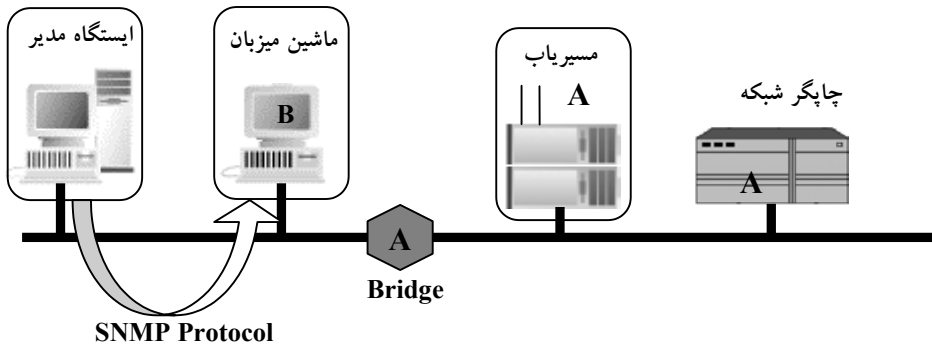 ایستگاه مدیر
ماشین میزبان
مسیریاب
چاپگر شبکه
B
A
A
A
Bridge
SNMP Protocol